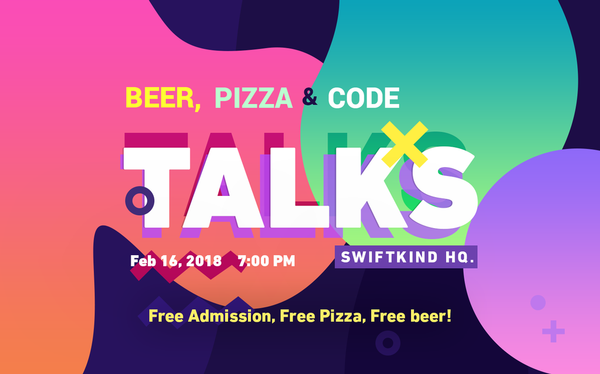 BEER, PIZZA & CODE
TALKS
Feb 16, 2018 7:00 PM
SWIFTKIND HQ.
Free Admission, Free Pizza, Free beer!